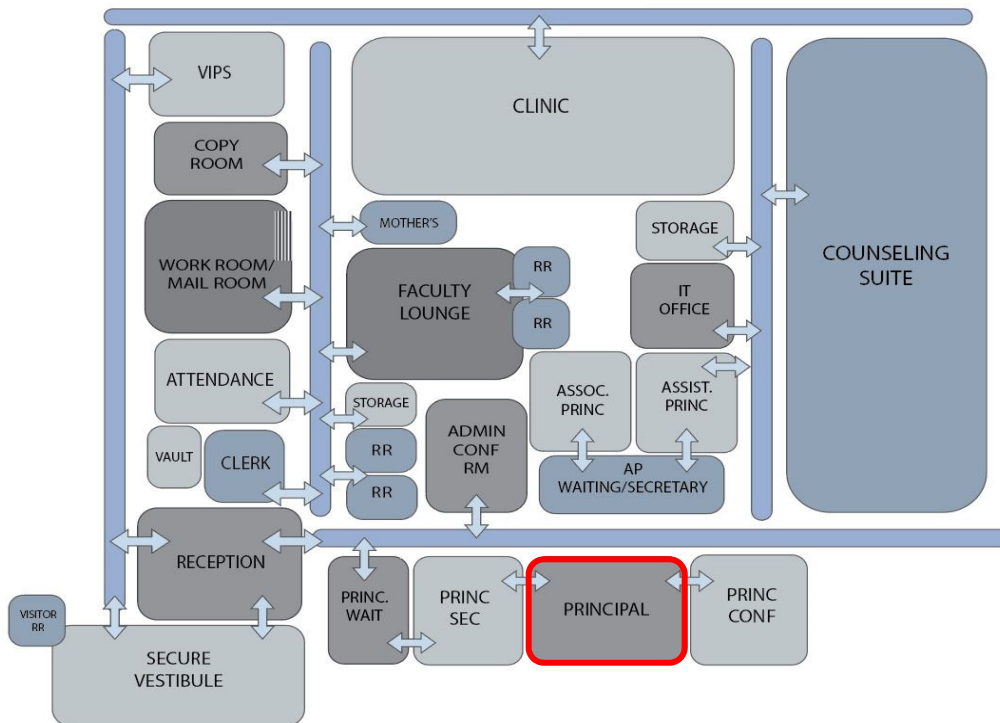 VIPS
CLINIC
COPY
ROOM
MOTHER'S
STORAGE
COUNSELING
SUITE
WORK ROOM/
MAIL ROOM
FACULTY
LOUNGE
RR
RR
IT
OFFICE
ATTENDANCE
STORAGE
ASSOC.
PRINC
ASSIST.
PRINC
VAULT
CLERK
RR
RR
ADMIN
CONF
RM
AP
WAITING/SECRETARY
RECEPTION
PRINC.
WAIT
PRINC
SEC
PRINCIPAL
PRINC
CONF
VISITOR
RR
SECURE
VESTIBULE